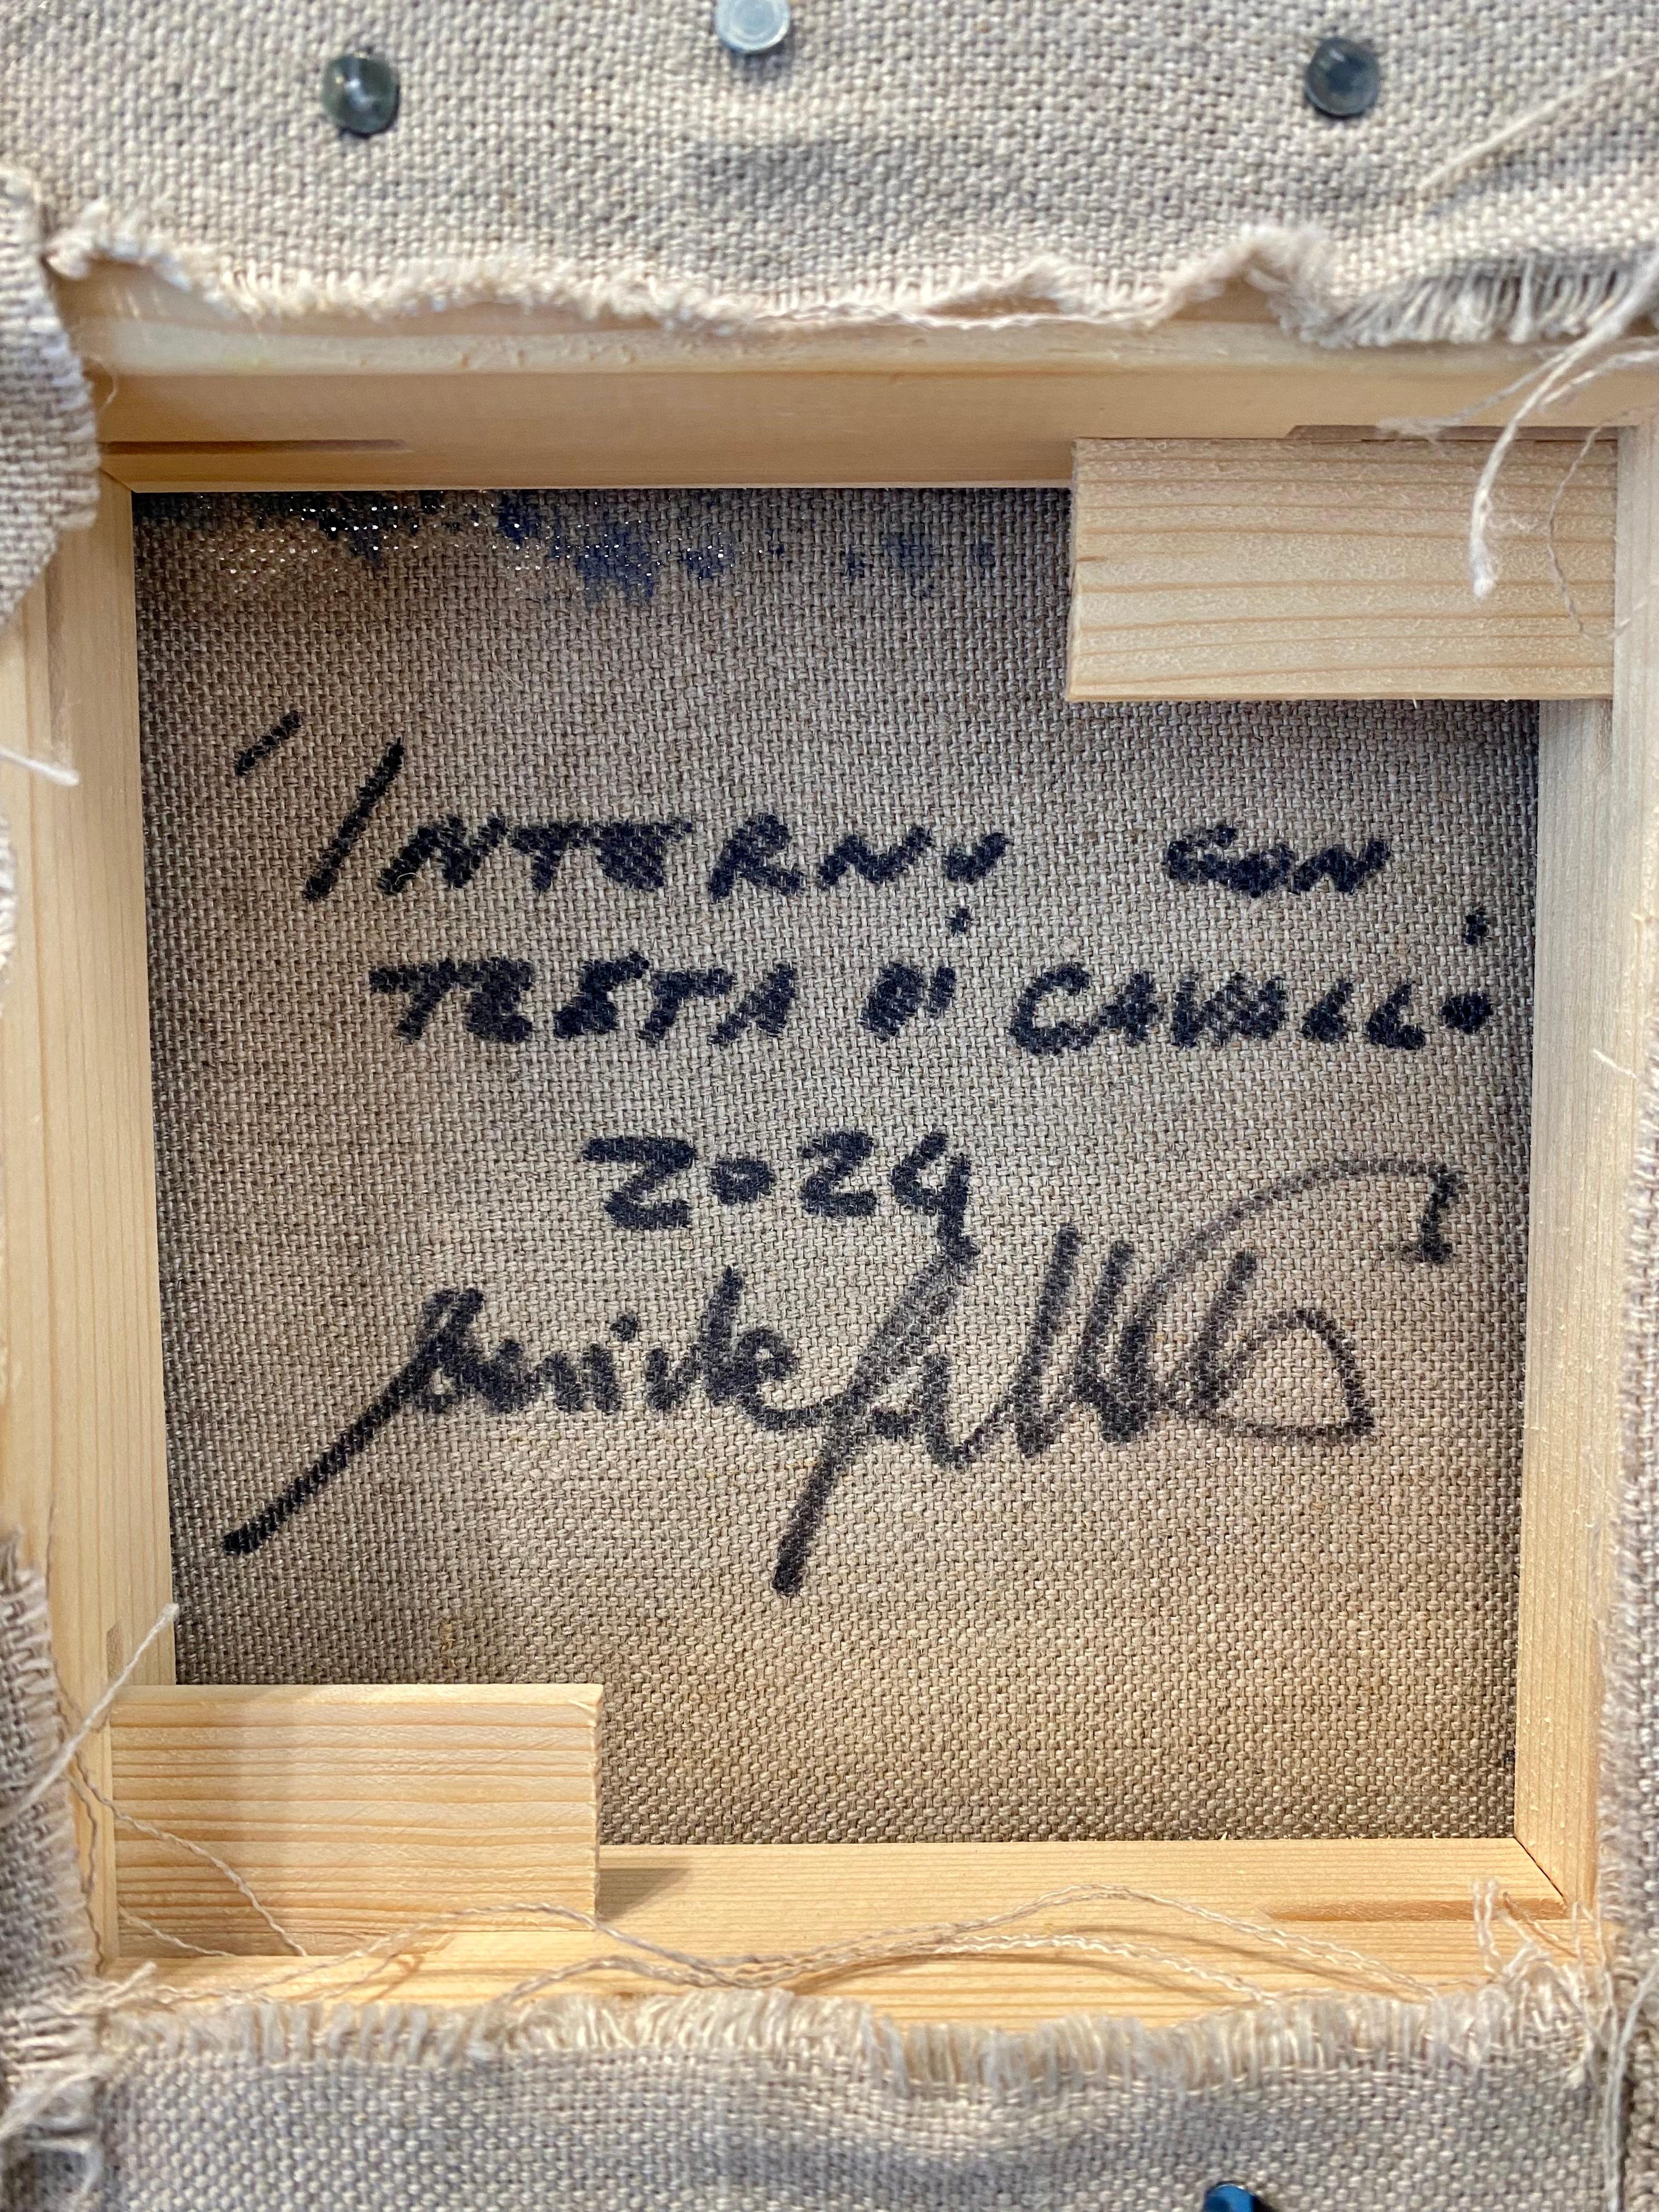 "INTERNO CON
TESTA DI CAVALLO"
2024